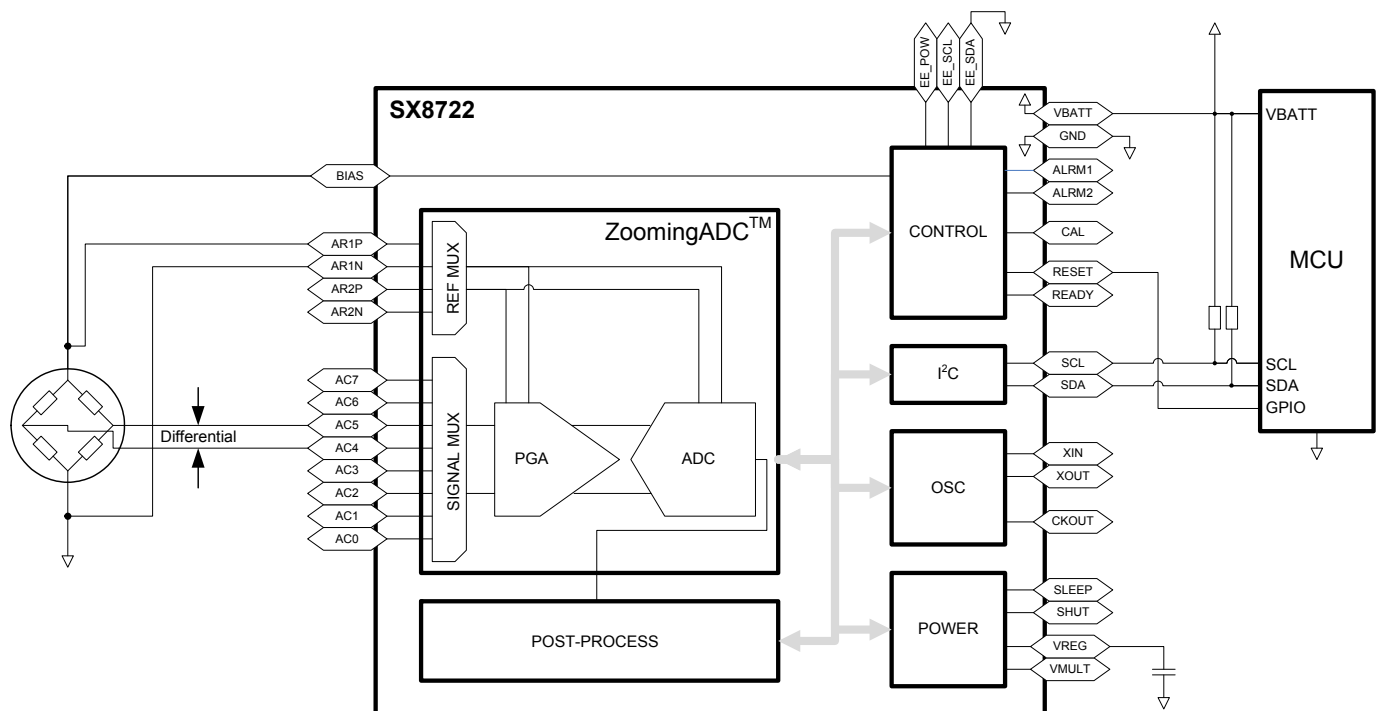 EE_POW
EE_SCL
EE_SDA
SX8722
VBATT
GND
VBATT
BIAS
ALRM1
ALRM2
ZoomingADC™
CONTROL
CAL
MCU
AR1P
AR1N
AR2P
AR2N
REF MUX
RESET
READY
I²C
SCL
SDA
SCL
SDA
GPIO
AC7
AC6
AC5
AC4
AC3
AC2
AC1
AC0
Differential
SIGNAL MUX
PGA
ADC
OSC
XIN
XOUT
CKOUT
POST-PROCESS
POWER
SLEEP
SHUT
VREG
VMULT